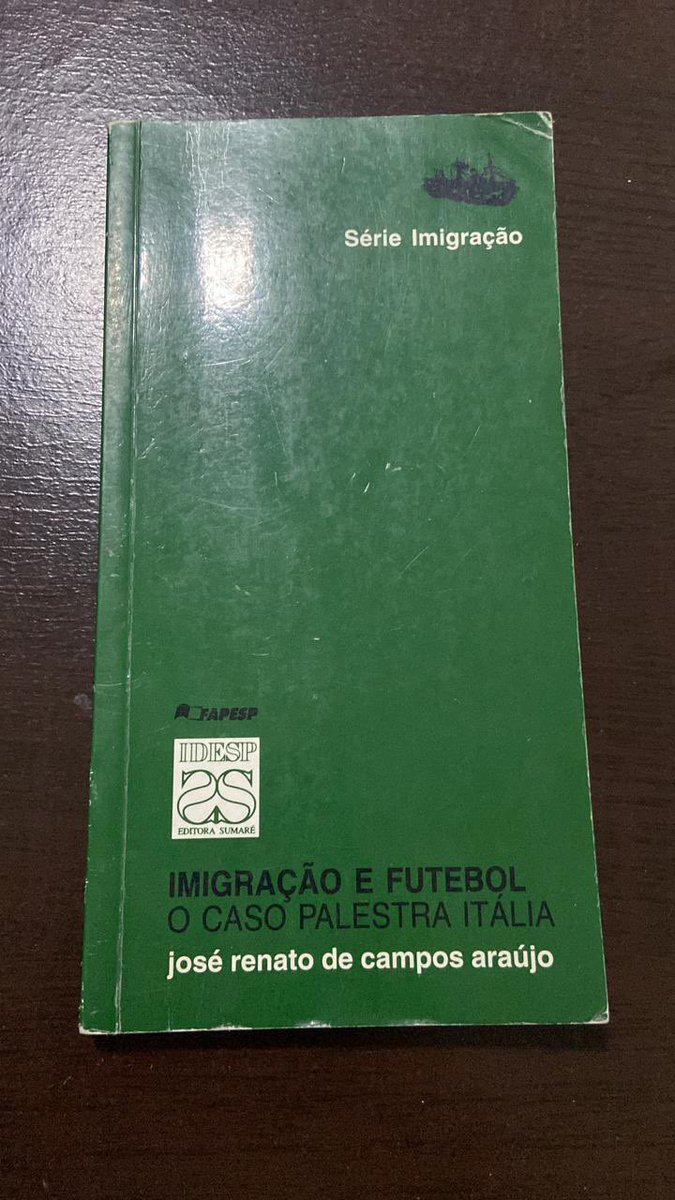 Série Imigração
FAPESP
IDESP
EDITORA SUMARÉ
IMIGRAÇÃO E FUTEBOL
O CASO PALESTRA ITÁLIA
josé renato de campos araújo